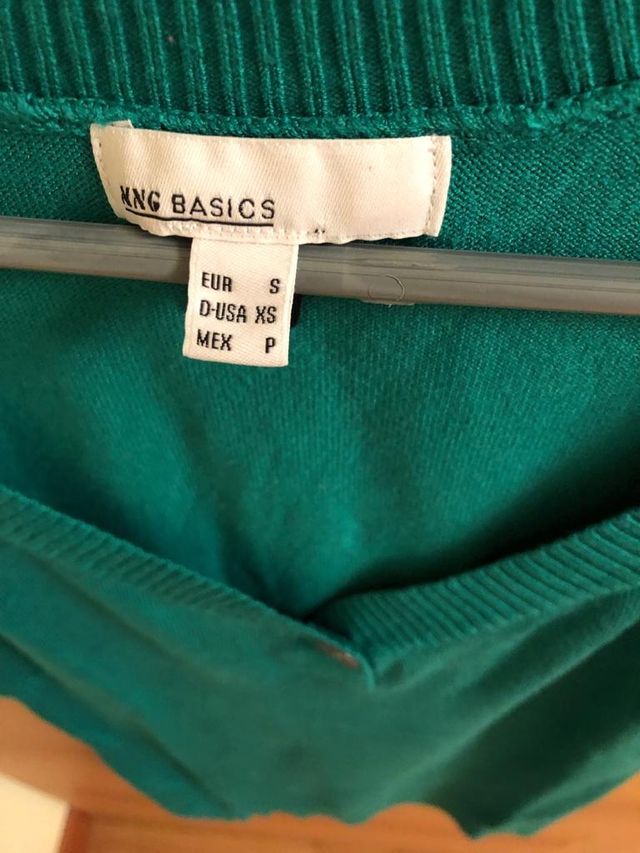 MNG BASICS
EUR S
D-USA XS
MEX P